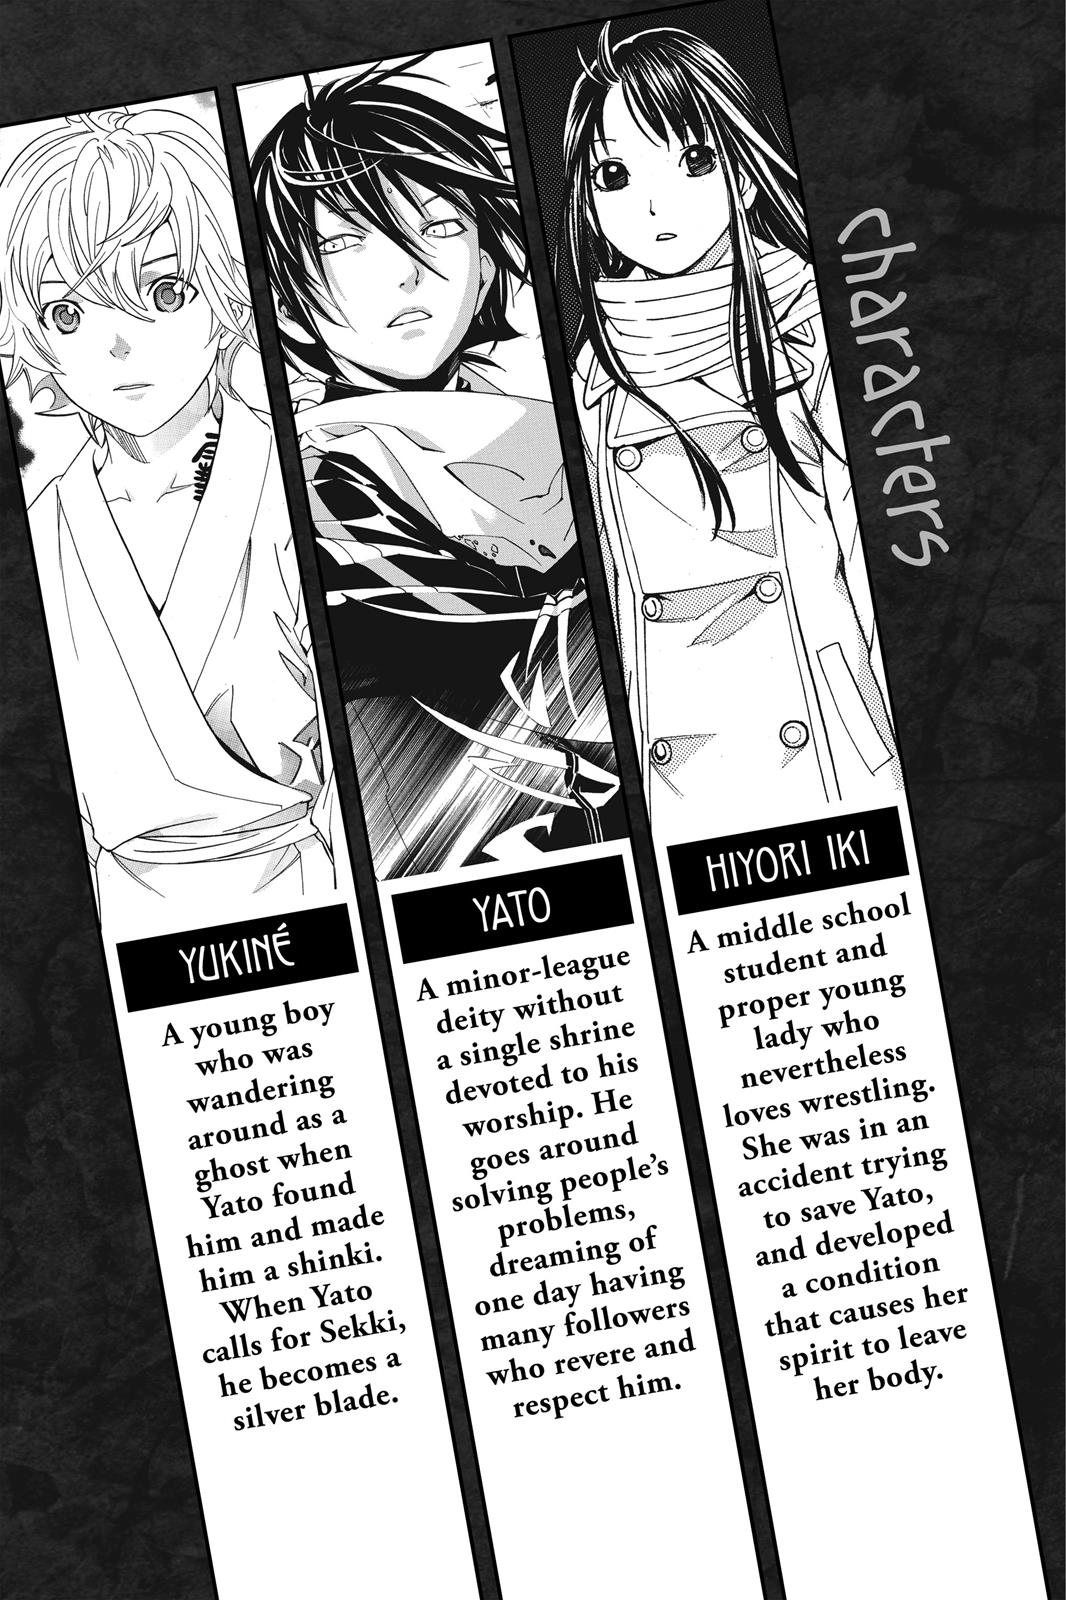 characters
HIYORI IKI
A middle school
student and
proper young
lady who
nevertheless
loves wrestling.
She was in an
accident trying
to save Yato,
and developed
a condition
that causes her
spirit to leave
her body.
YATO
A minor-league
deity without
a single shrine
devoted to his
worship. He
goes around
solving people's
problems,
dreaming of
one day having
many followers
who revere and
respect him.
YUKINÉ
A young boy
who was
wandering
around as a
ghost when
Yato found
him and made
him a shinki.
When Yato
calls for Sekki,
he becomes a
silver blade.